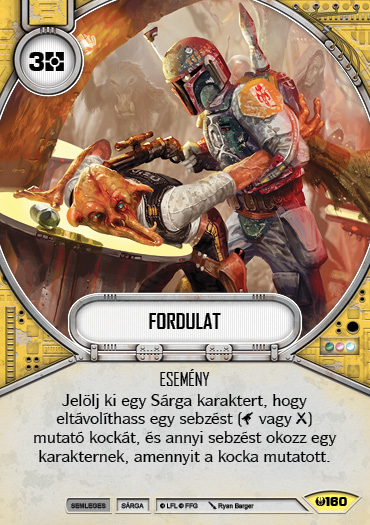 3
FORDULAT
ESEMÉNY
Jelölj ki egy Sárga karaktert, hogy
eltávolíthass egy sebzést ( vagy )
mutató kockát, és annyi sebzést okozz egy
karakternek, amennyit a kocka mutatott.
SEMLEGES SÁRGA © LFL © FFG Ryan Barger 160